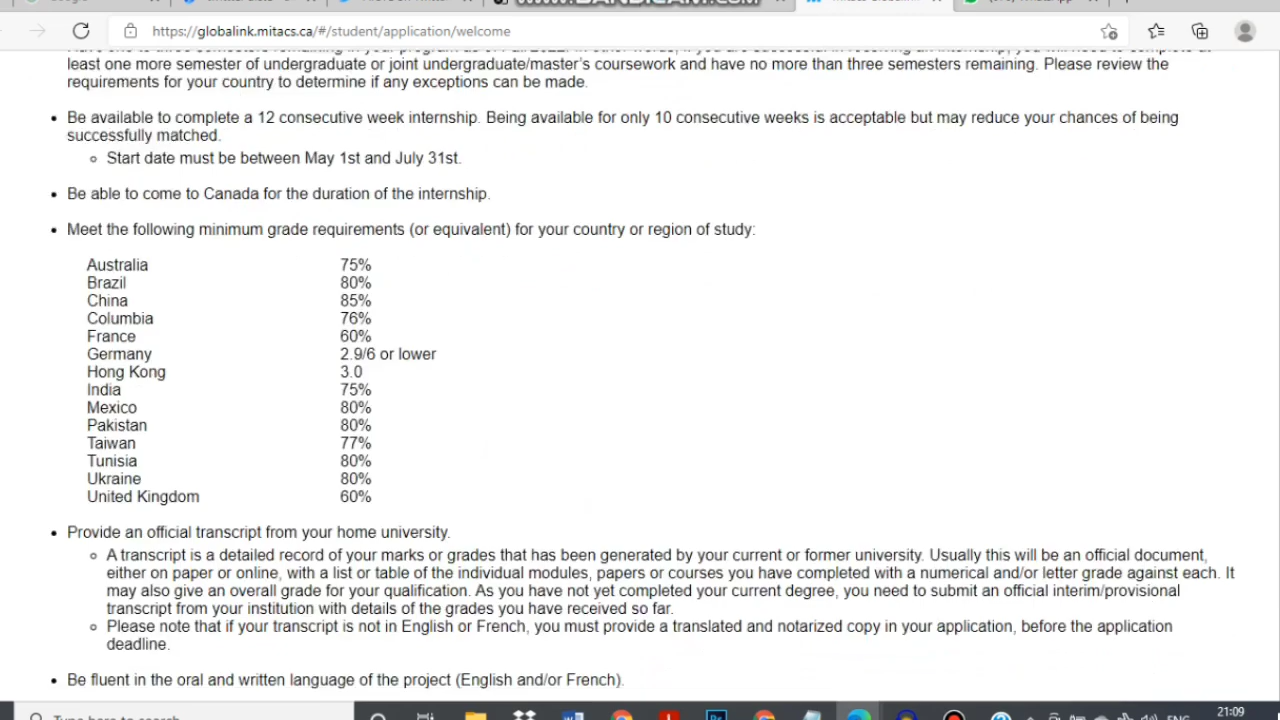 www.BANDICAM.com
https://globalink.mitacs.ca/#/student/application/welcome
least one more semester of undergraduate or joint undergraduate/master's coursework and have no more than three semesters remaining. Please review the
requirements for your country to determine if any exceptions can be made.
• Be available to complete a 12 consecutive week internship. Being available for only 10 consecutive weeks is acceptable but may reduce your chances of being
successfully matched.
○ Start date must be between May 1st and July 31st.
• Be able to come to Canada for the duration of the internship.
• Meet the following minimum grade requirements (or equivalent) for your country or region of study:
Australia 75%
Brazil 80%
China 85%
Columbia 76%
France 60%
Germany 2.9/6 or lower
Hong Kong 3.0
India 75%
Mexico 80%
Pakistan 80%
Taiwan 77%
Tunisia 80%
Ukraine 80%
United Kingdom 60%
• Provide an official transcript from your home university.
○ A transcript is a detailed record of your marks or grades that has been generated by your current or former university. Usually this will be an official document,
either on paper or online, with a list or table of the individual modules, papers or courses you have completed with a numerical and/or letter grade against each. It
may also give an overall grade for your qualification. As you have not yet completed your current degree, you need to submit an official interim/provisional
transcript from your institution with details of the grades you have received so far.
○ Please note that if your transcript is not in English or French, you must provide a translated and notarized copy in your application, before the application
deadline.
• Be fluent in the oral and written language of the project (English and/or French).
Type here to search
21:09